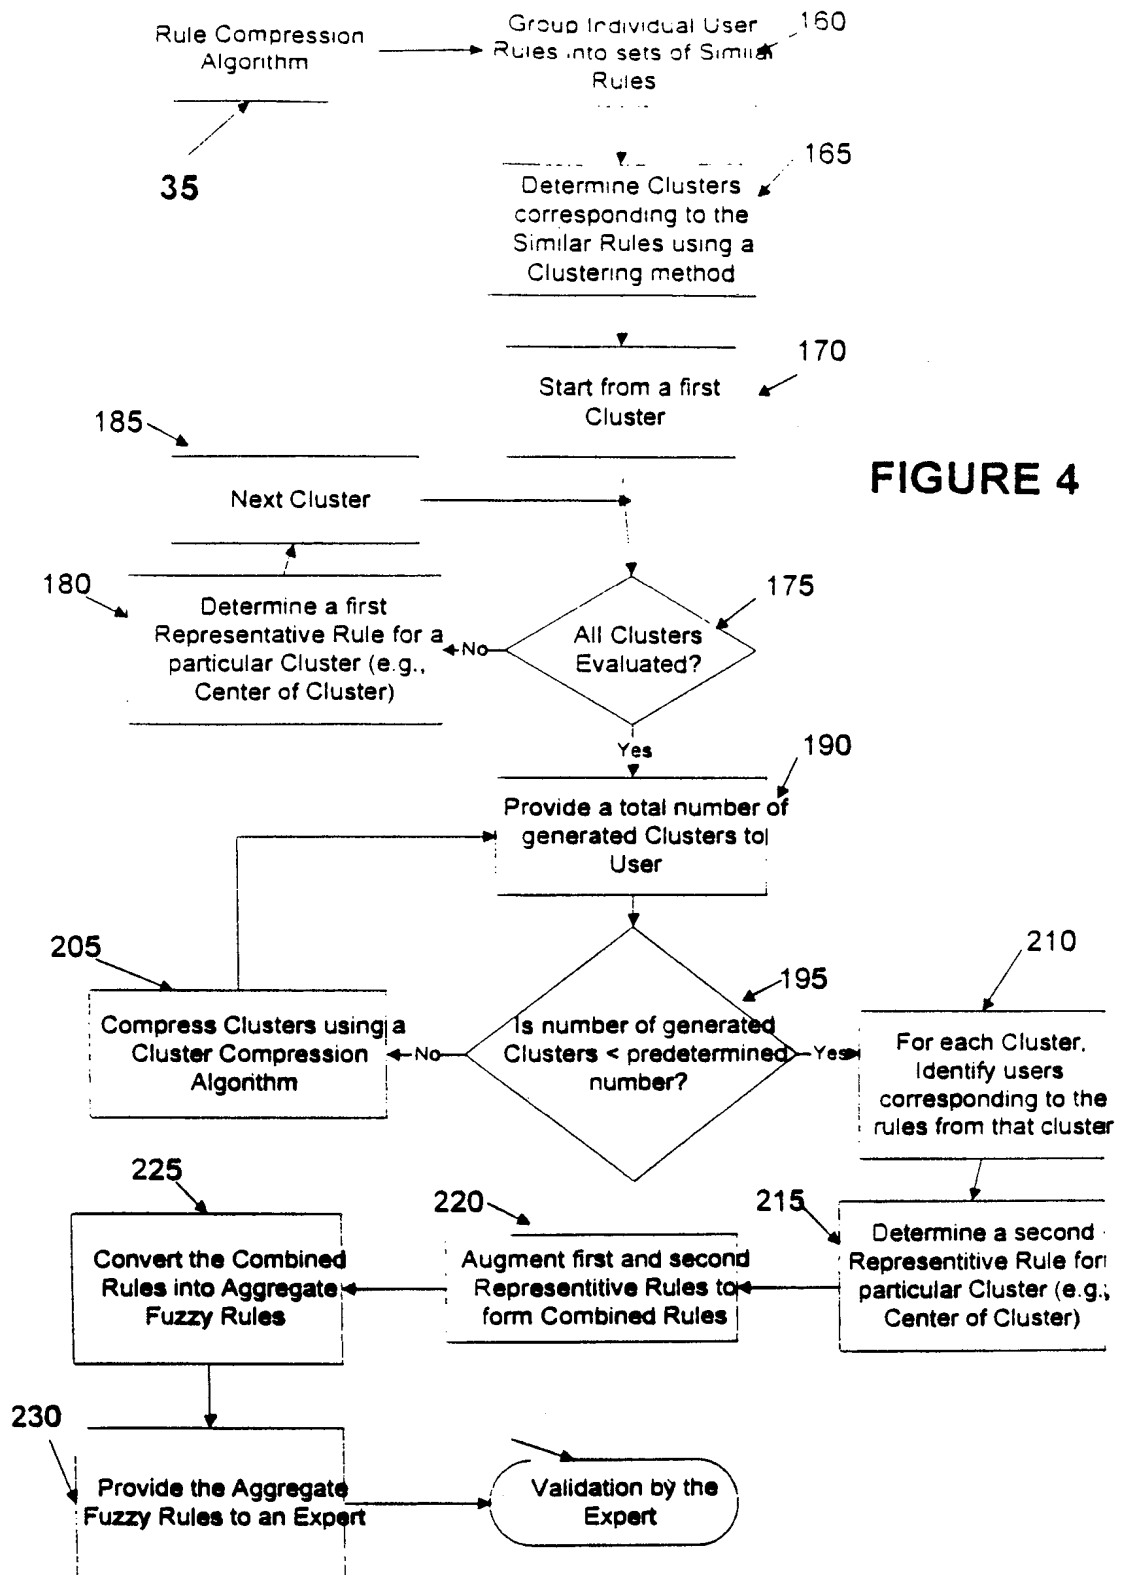 Rule Compression
Algorithm
35
Group Individual User
Rules into sets of Similar
Rules
160
Determine Clusters
corresponding to the
Similar Rules using a
Clustering method
165
Start from a first
Cluster
170
185
Next Cluster
FIGURE 4
180
Determine a first
Representative Rule for a
particular Cluster (e.g.,
Center of Cluster)
No
All Clusters
Evaluated?
175
Yes
190
Provide a total number of
generated Clusters to
User
205
Compress Clusters using a
Cluster Compression
Algorithm
No
Is number of generated
Clusters < predetermined
number?
195
Yes
210
For each Cluster,
Identify users
corresponding to the
rules from that cluster
215
Determine a second
Representitive Rule for
particular Cluster (e.g.,
Center of Cluster)
220
Augment first and second
Representitive Rules to
form Combined Rules
225
Convert the Combined
Rules into Aggregate
Fuzzy Rules
230
Provide the Aggregate
Fuzzy Rules to an Expert
Validation by the
Expert